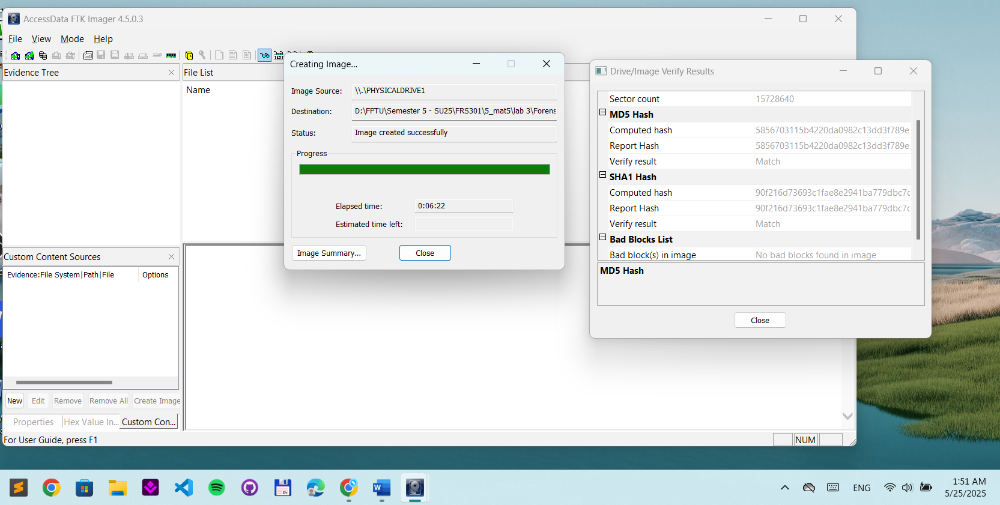 AccessData FTK Imager 4.5.0.3
File View Mode Help
Evidence Tree
File List
Name
Custom Content Sources
Evidence:File System|Path|File Options
New Edit Remove Remove All Create Image
Properties Hex Value In... Custom Con...
For User Guide, press F1
NUM
Creating Image...
Image Source: \\.\PHYSICALDRIVE1
Destination: D:\FPTU\Semester 5 - SU25\FRS301\5_mat5\lab 3\Forens
Status: Image created successfully
Progress
Elapsed time: 0:06:22
Estimated time left:
Image Summary... Close
Drive/Image Verify Results
Sector count 15728640
MD5 Hash
Computed hash 5856703115b4220da0982c13dd3f789e
Report Hash 5856703115b4220da0982c13dd3f789e
Verify result Match
SHA1 Hash
Computed hash 90f216d73693c1fae8e2941ba779dbc7c
Report Hash 90f216d73693c1fae8e2941ba779dbc7c
Verify result Match
Bad Blocks List
Bad block(s) in image No bad blocks found in image
MD5 Hash
Close
ENG
1:51 AM
5/25/2025